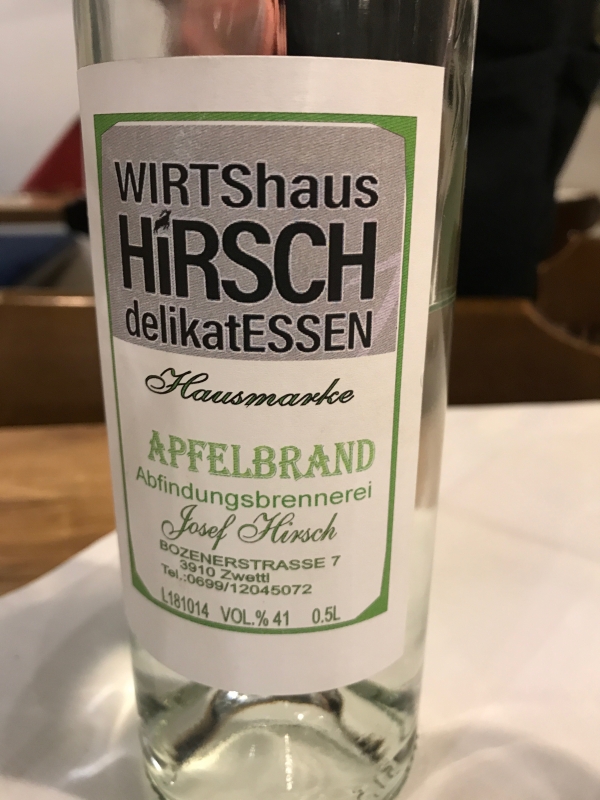 WIRTShaus
HiRSCH
delikatESSEN
Hausmarke
APFELBRAND
Abfindungsbrennerei
Josef Hirsch
BOZENERSTRASSE 7
3910 Zwettl
Tel.:0699/12045072
L181014 VOL.% 41 0.5L